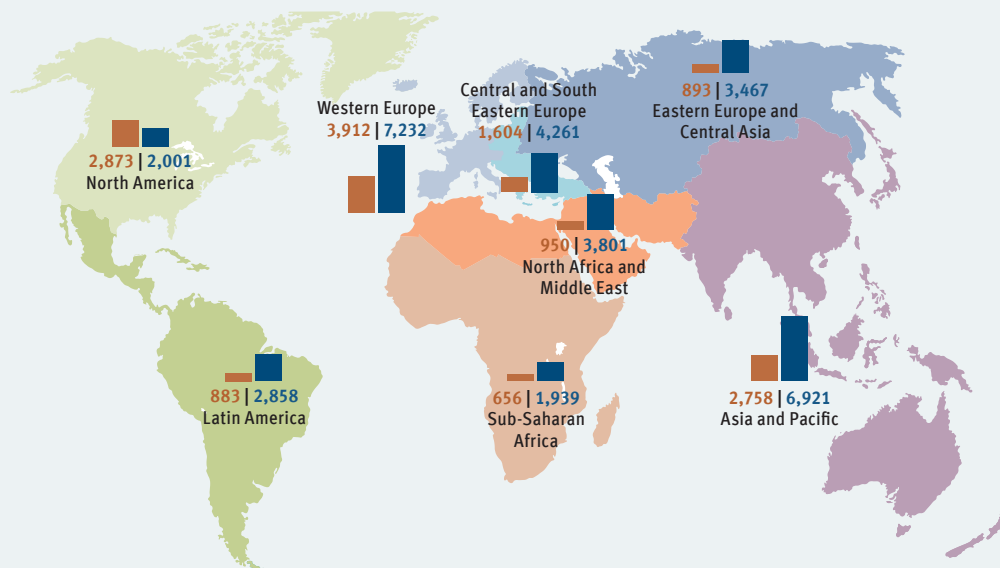 893 | 3,467
Eastern Europe and
Central Asia
Central and South
Eastern Europe
1,604 | 4,261
Western Europe
3,912 | 7,232
2,873 | 2,001
North America
950 | 3,801
North Africa and
Middle East
883 | 2,858
Latin America
656 | 1,939
Sub-Saharan
Africa
2,758 | 6,921
Asia and Pacific